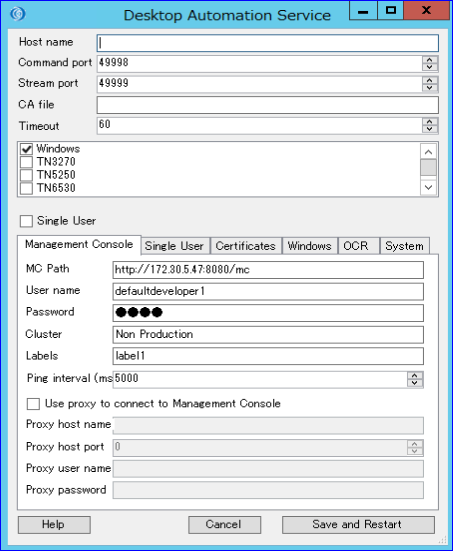 Desktop Automation Service
Host name
Command port 49998
Stream port 49999
CA file
Timeout 60
Windows
TN3270
TN5250
TN6530
Single User
Management Console Single User Certificates Windows OCR System
MC Path http://172.30.5.47:8080/mc
User name defaultdeveloper1
Password ●●●●
Cluster Non Production
Labels label1
Ping interval (ms 5000
Use proxy to connect to Management Console
Proxy host name
Proxy host port 0
Proxy user name
Proxy password
Help Cancel Save and Restart